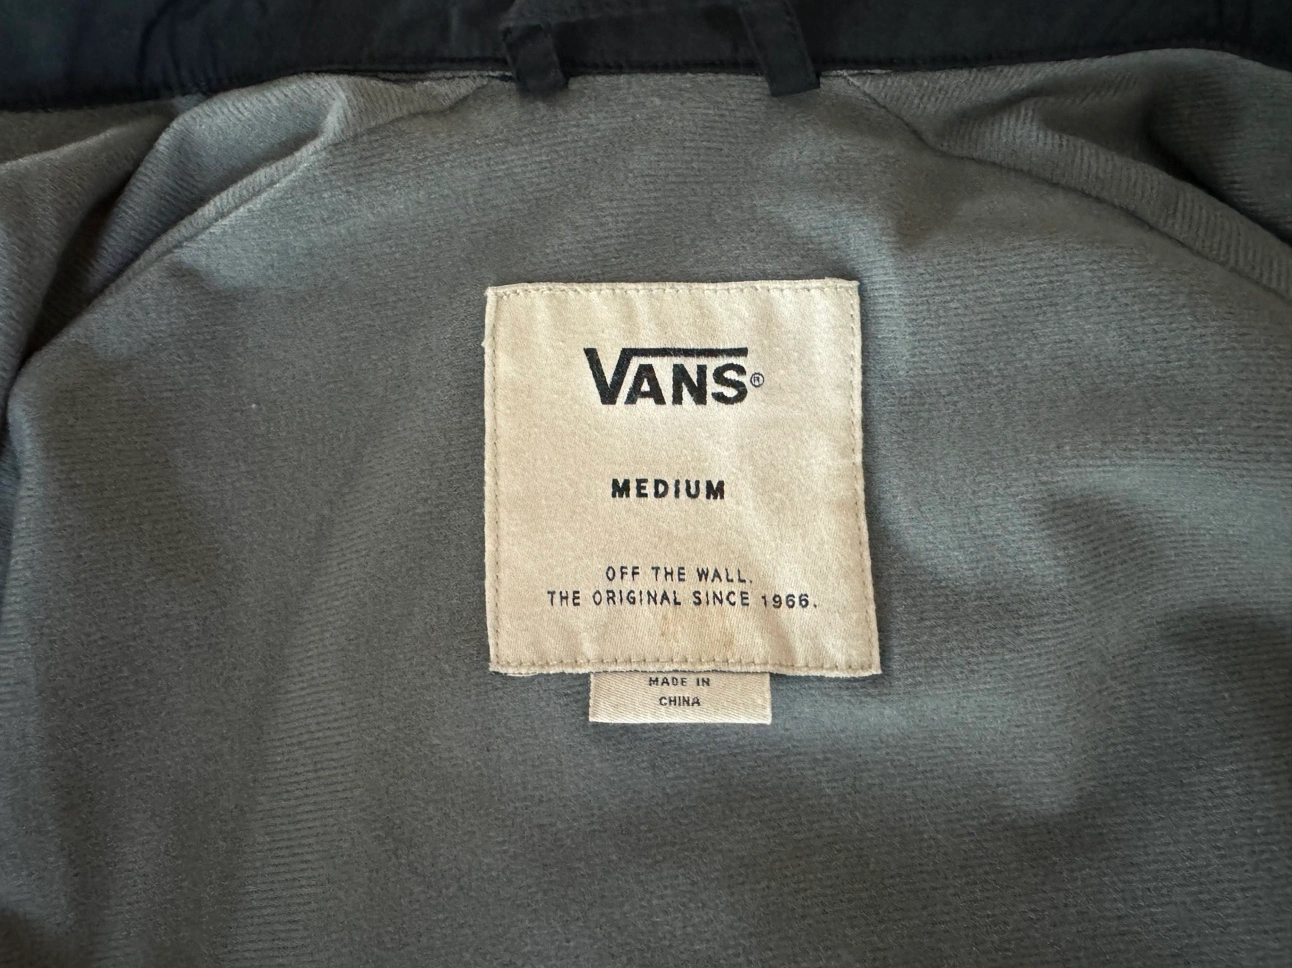 VANS®
MEDIUM
OFF THE WALL.
THE ORIGINAL SINCE 1966.
MADE IN
CHINA